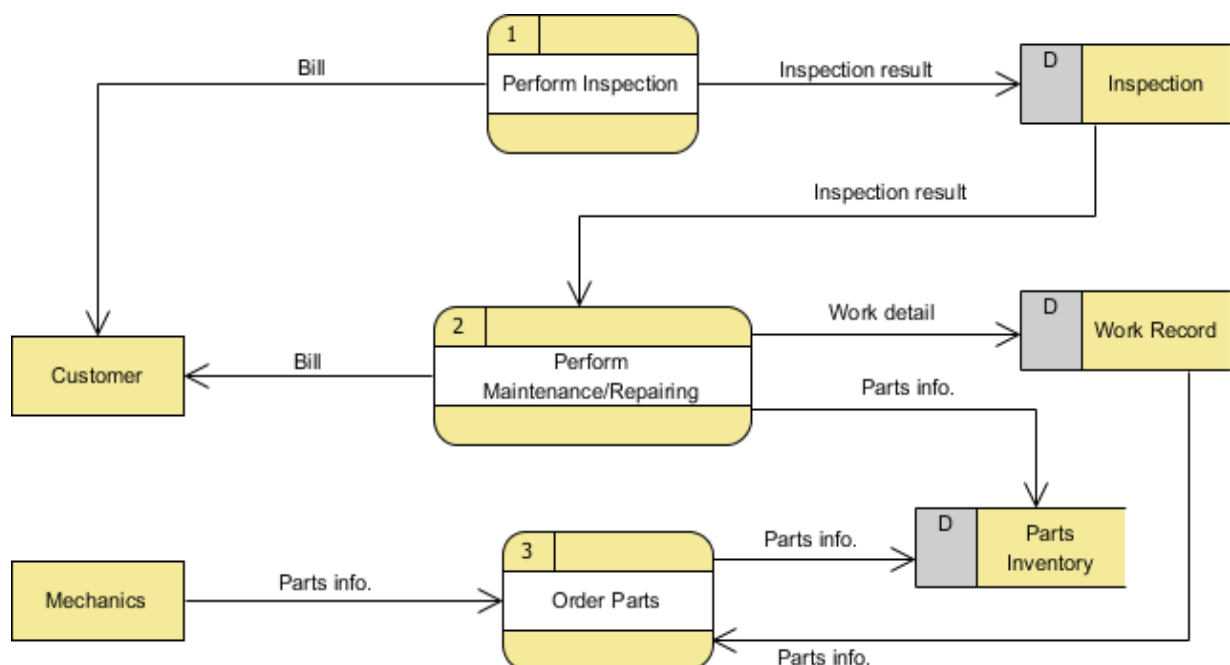 1
D
Bill
Inspection result
Perform Inspection
Inspection
Inspection result
2
Work detail
D
Work Record
Customer
Bill
Perform
Maintenance/Repairing
Parts info.
3
Parts info.
D
Parts
Inventory
Mechanics
Parts info.
Order Parts
Parts info.